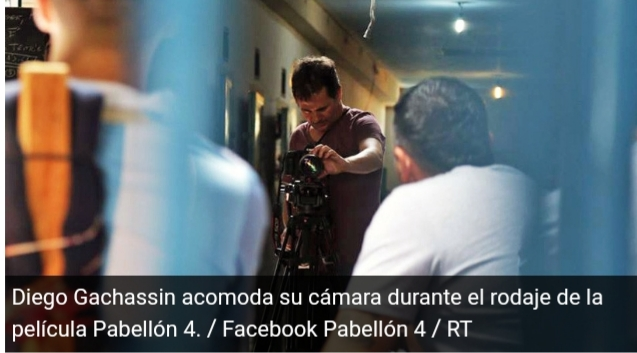 Diego Gachassin acomoda su cámara durante el rodaje de la
película Pabellón 4. / Facebook Pabellón 4 / RT